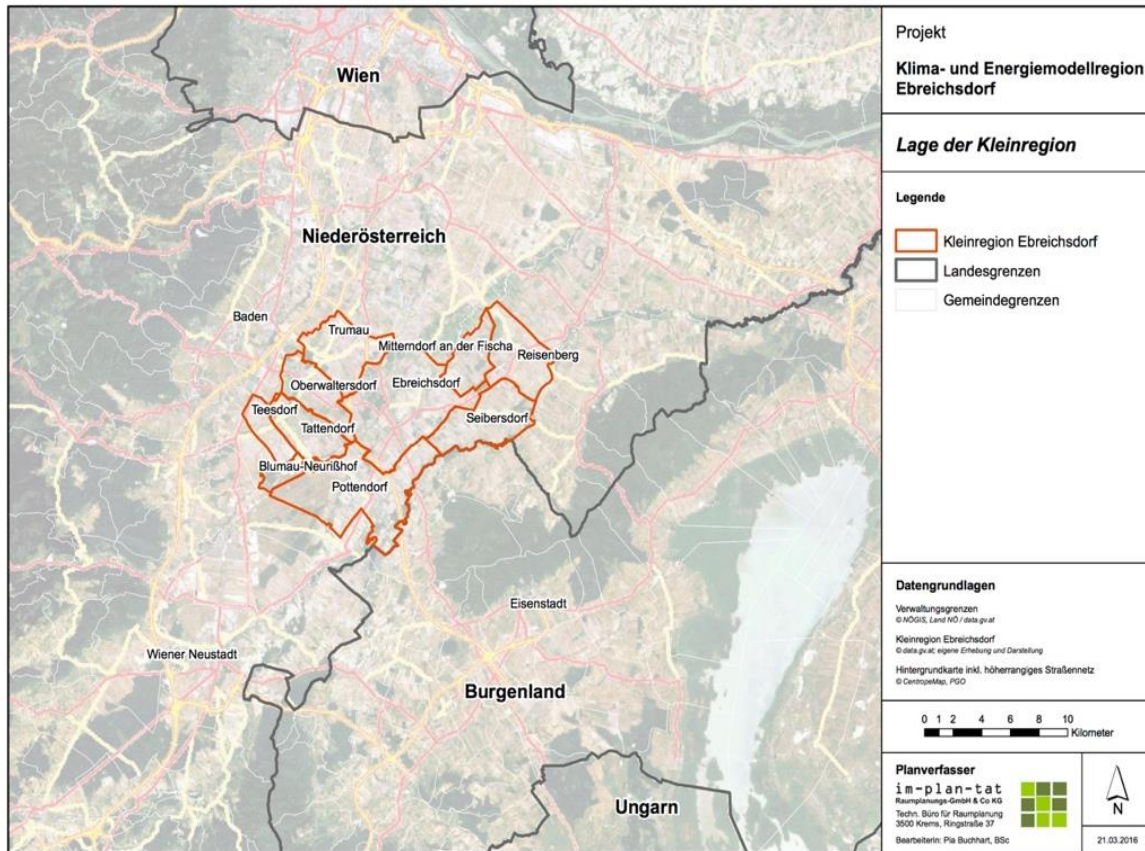 Wien
Niederösterreich
Baden
Trumau
Mitterndorf an der Fischa
Reisenberg
Oberwaltersdorf
Ebreichsdorf
Teesdorf
Seibersdorf
Tattendorf
Blumau-Neurißhof
Pottendorf
Eisenstadt
Wiener Neustadt
Burgenland
Ungarn
Projekt
Klima- und Energiemodellregion
Ebreichsdorf
Lage der Kleinregion
Legende
Kleinregion Ebreichsdorf
Landesgrenzen
Gemeindegrenzen
Datengrundlagen
Verwaltungsgrenzen
© NÖGIS, Land NÖ / data.gv.at
Kleinregion Ebreichsdorf
© data.gv.at; eigene Erhebung und Darstellung
Hintergrundkarte inkl. höherrangiges Straßennetz
© CentropeMap, PGO
0 1 2 4 6 8 10
Kilometer
Planverfasser
im-plan-tat
Raumplanungs-GmbH & Co KG
Techn. Büro für Raumplanung
3500 Krems, Ringstraße 37
Bearbeiterin: Pia Buchhart, BSc
N
21.03.2016